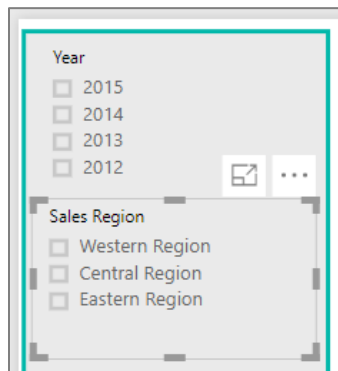 Year
2015
2014
2013
2012
Sales Region
Western Region
Central Region
Eastern Region